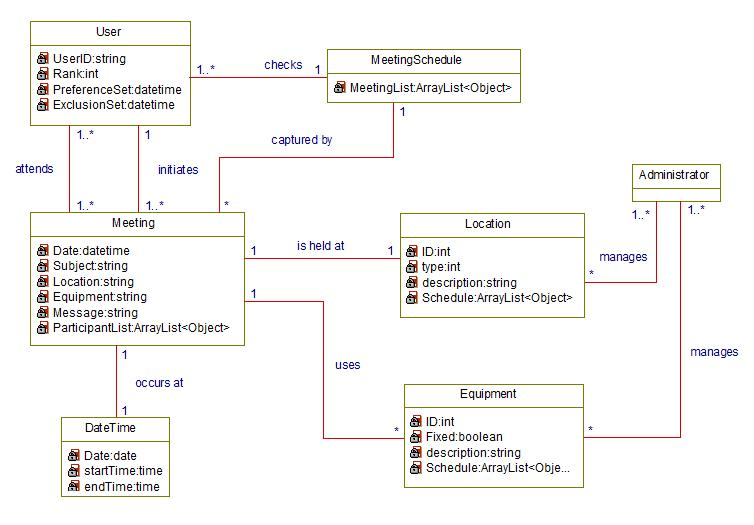 User
UserID:string
Rank:int
PreferenceSet:datetime
ExclusionSet:datetime
1..*
checks
1
MeetingSchedule
MeetingList:ArrayList<Object>
1..*
1
1
attends
initiates
captured by
1..*
1..*
*
Meeting
Date:datetime
Subject:string
Location:string
Equipment:string
Message:string
ParticipantList:ArrayList<Object>
1
is held at
1
Location
ID:int
type:int
description:string
Schedule:ArrayList<Object>
Administrator
1..*
1..*
manages
*
1
uses
*
manages
*
Equipment
ID:int
Fixed:boolean
description:string
Schedule:ArrayList<Obje...
1
occurs at
1
DateTime
Date:date
startTime:time
endTime:time